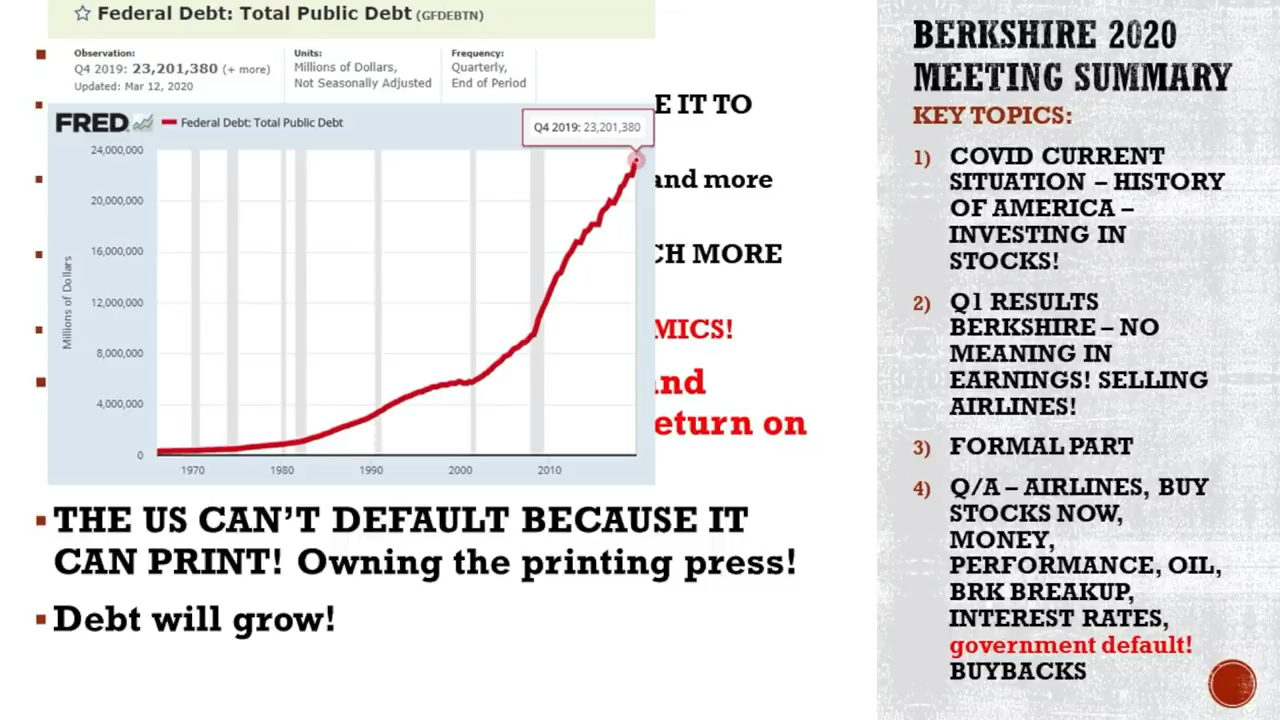 Federal Debt: Total Public Debt (GFDEBTN)
Observation:
Q4 2019: 23,201,380 (+ more)
Updated: Mar 12, 2020
Units:
Millions of Dollars,
Not Seasonally Adjusted
Frequency:
Quarterly,
End of Period
FRED
Federal Debt: Total Public Debt
Q4 2019: 23,201,380
24,000,000
20,000,000
16,000,000
12,000,000
8,000,000
4,000,000
0
Millions of Dollars
1970 1980 1990 2000 2010
E IT TO
and more
CH MORE
MICS!
and
eturn on
▪ THE US CAN’T DEFAULT BECAUSE IT
CAN PRINT! Owning the printing press!
▪ Debt will grow!
BERKSHIRE 2020
MEETING SUMMARY
KEY TOPICS:
1) COVID CURRENT
SITUATION – HISTORY
OF AMERICA –
INVESTING IN
STOCKS!
2) Q1 RESULTS
BERKSHIRE – NO
MEANING IN
EARNINGS! SELLING
AIRLINES!
3) FORMAL PART
4) Q/A – AIRLINES, BUY
STOCKS NOW,
MONEY,
PERFORMANCE, OIL,
BRK BREAKUP,
INTEREST RATES,
government default!
BUYBACKS